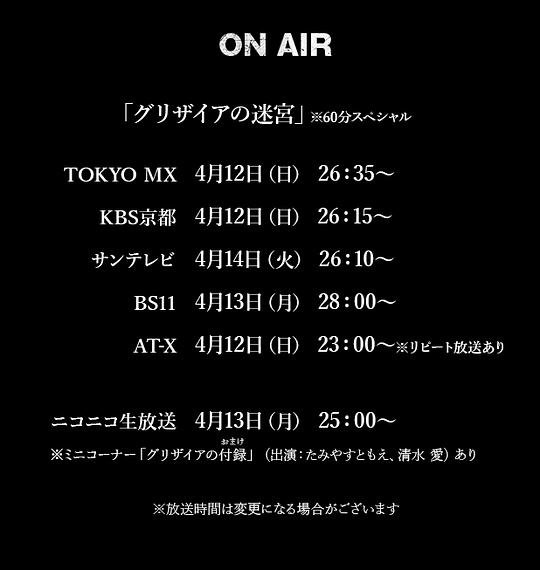 ON AIR
「グリザイアの迷宮」※60分スペシャル
TOKYO MX 4月12日（日） 26：35〜
KBS京都 4月12日（日） 26：15〜
サンテレビ 4月14日（火） 26：10〜
BS11 4月13日（月） 28：00〜
AT-X 4月12日（日） 23：00〜※リピート放送あり
ニコニコ生放送 4月13日（月） 25：00〜
おまけ
※ミニコーナー「グリザイアの付録」（出演：たみやすともえ、清水 愛）あり
※放送時間は変更になる場合がございます